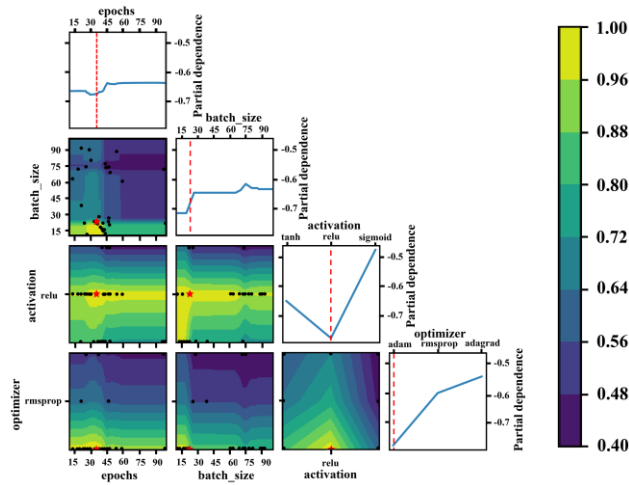 epochs
15 30 45 60 90
-0.5
-0.6
-0.7
Partial dependence
batch_size
15 30 45 60 75 90
-0.5
-0.6
-0.7
Partial dependence
batch_size
90
75
60
45
30
15
activation
tanh relu sigmoid
-0.5
-0.6
-0.7
Partial dependence
activation
relu
optimizer
adam rmsprop adagrad
-0.5
-0.6
-0.7
Partial dependence
optimizer
rmsprop
15 30 45 60 90
epochs
15 30 45 60 75 90
batch_size
relu
activation
1.00
0.96
0.88
0.80
0.72
0.64
0.56
0.48
0.40